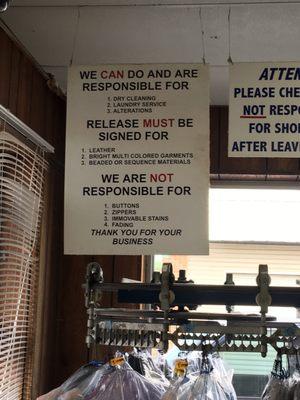 WE CAN DO AND ARE
RESPONSIBLE FOR
1. DRY CLEANING
2. LAUNDRY SERVICE
3. ALTERATIONS
RELEASE MUST BE
SIGNED FOR
1. LEATHER
2. BRIGHT MULTI COLORED GARMENTS
3. BEADED OR SEQUENCE MATERIALS
WE ARE NOT
RESPONSIBLE FOR
1. BUTTONS
2. ZIPPERS
3. IMMOVABLE STAINS
4. FADING
THANK YOU FOR YOUR
BUSINESS
ATTEN
PLEASE CHE
NOT RESPO
FOR SHO
AFTER LEAVI